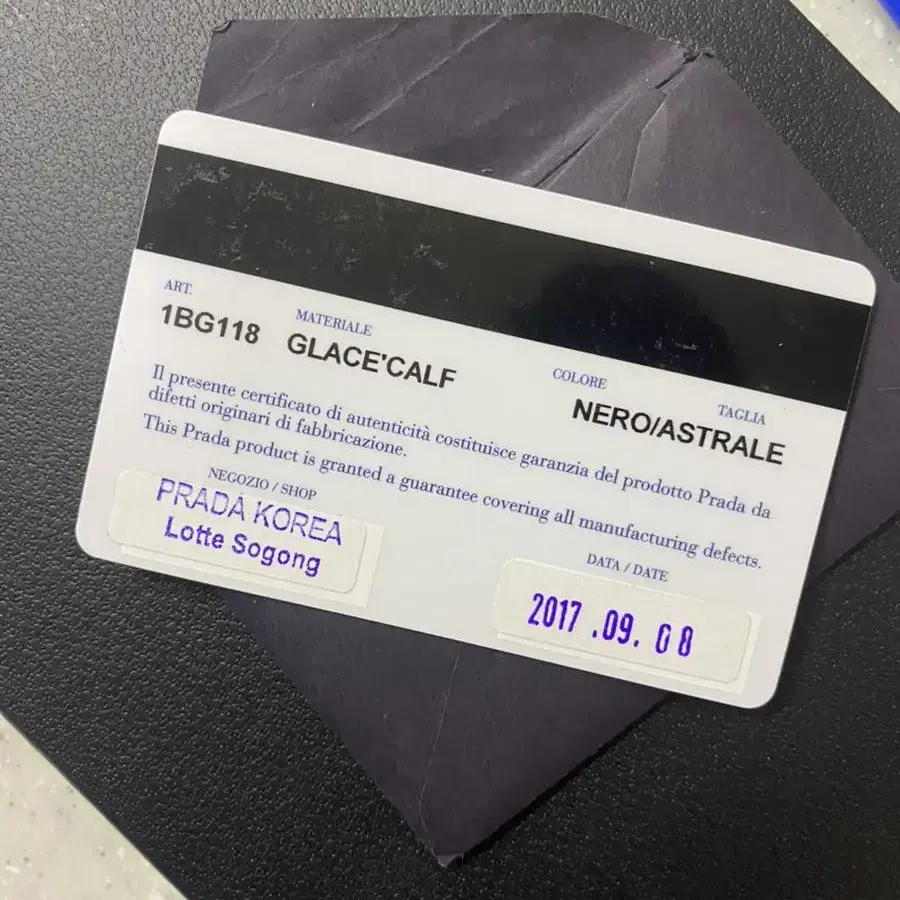 ART.
1BG118
MATERIALE
GLACE'CALF
COLORE
NERO/ASTRALE
TAGLIA
Il presente certificato di autenticità costituisce garanzia del prodotto Prada da
difetti originari di fabbricazione.
This Prada product is granted a guarantee covering all manufacturing defects.
NEGOZIO / SHOP
PRADA KOREA
Lotte Sogong
DATA / DATE
2017 .09. 08